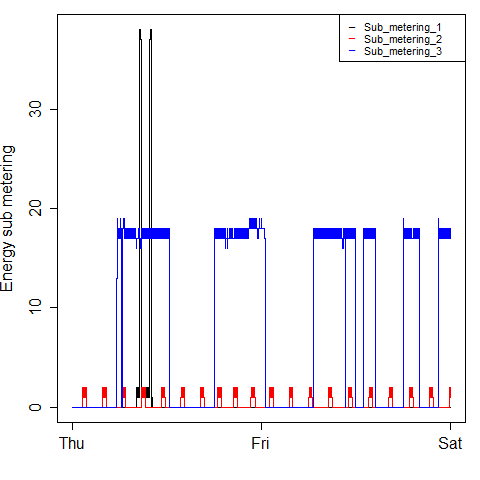 Sub_metering_1
Sub_metering_2
Sub_metering_3
Energy sub metering
30
20
10
0
Thu Fri Sat